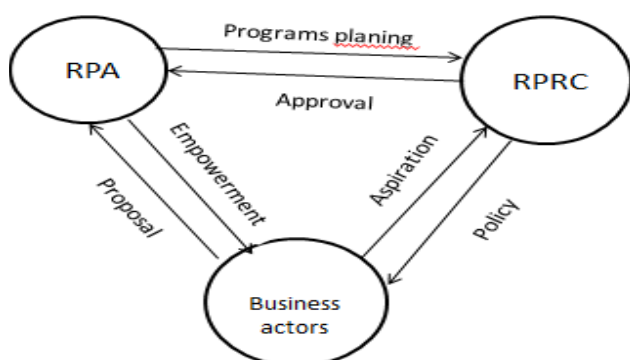 Programs planing
RPA
RPRC
Approval
Empowerment
Aspiration
Proposal
Policy
Business
actors